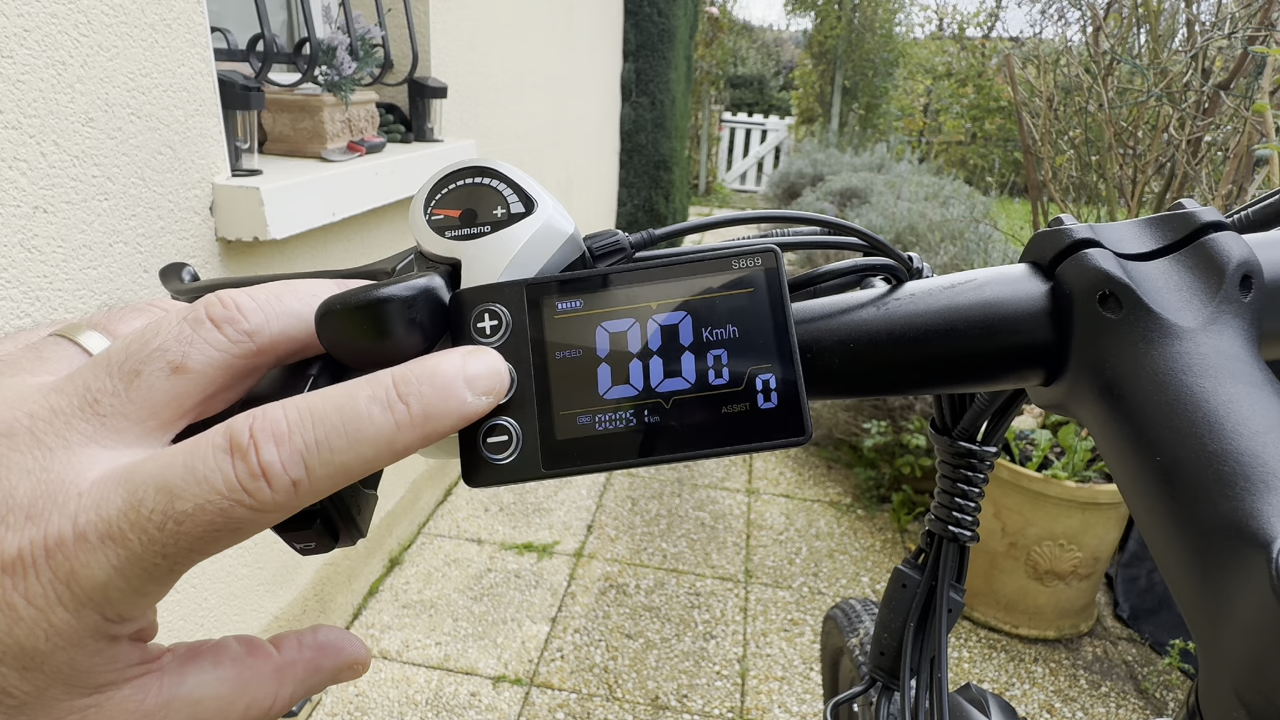 SHIMANO
S869
+
SPEED
00 0 Km/h
ASSIST 0
ODO 00051 km
−